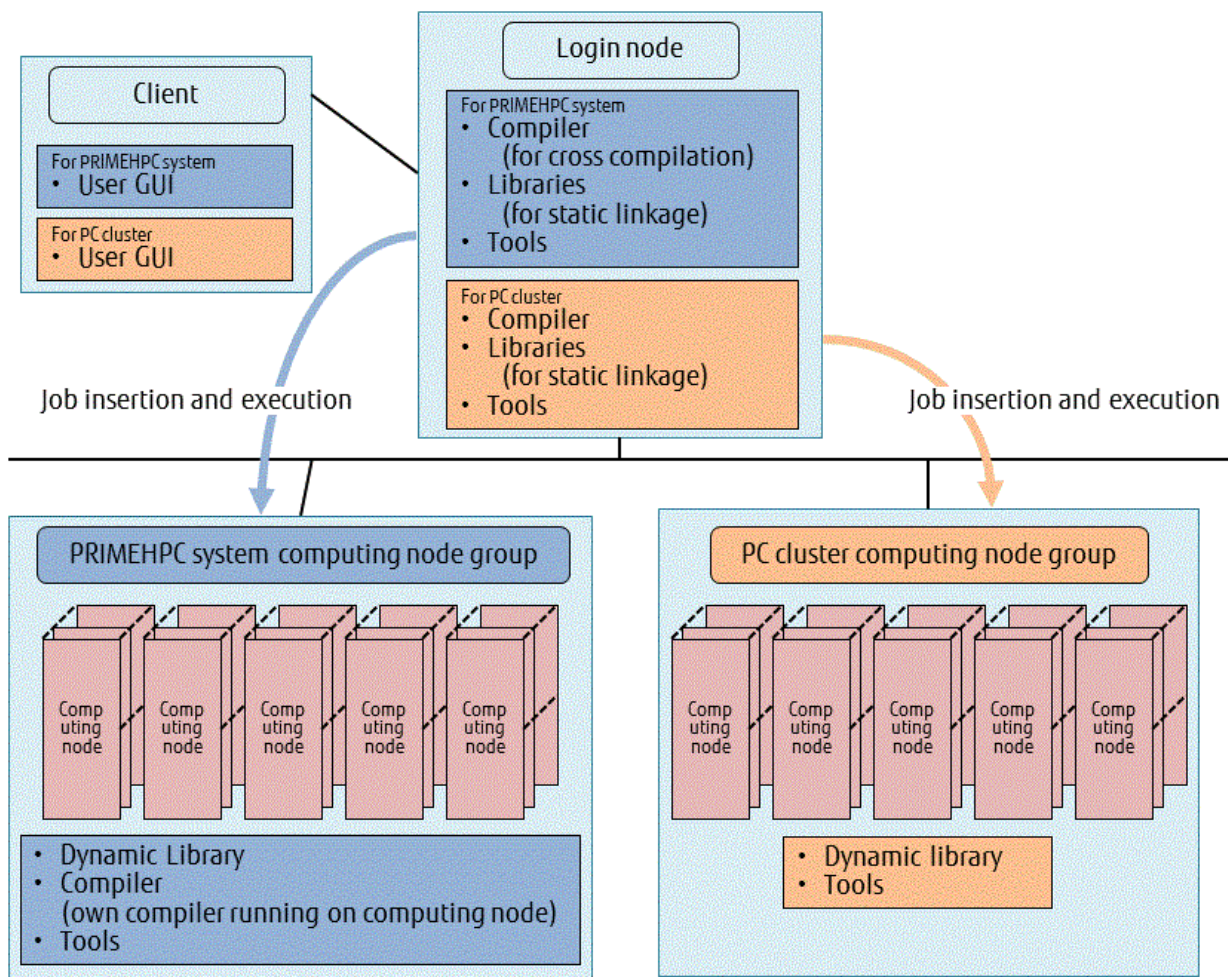 Client
For PRIMEHPC system
• User GUI
For PC cluster
• User GUI
Login node
For PRIMEHPC system
• Compiler
(for cross compilation)
• Libraries
(for static linkage)
• Tools
For PC cluster
• Compiler
• Libraries
(for static linkage)
• Tools
Job insertion and execution
Job insertion and execution
PRIMEHPC system computing node group
Comp
uting
node
Comp
uting
node
Comp
uting
node
Comp
uting
node
Comp
uting
node
• Dynamic Library
• Compiler
(own compiler running on computing node)
• Tools
PC cluster computing node group
Comp
uting
node
Comp
uting
node
Comp
uting
node
Comp
uting
node
Comp
uting
node
• Dynamic library
• Tools